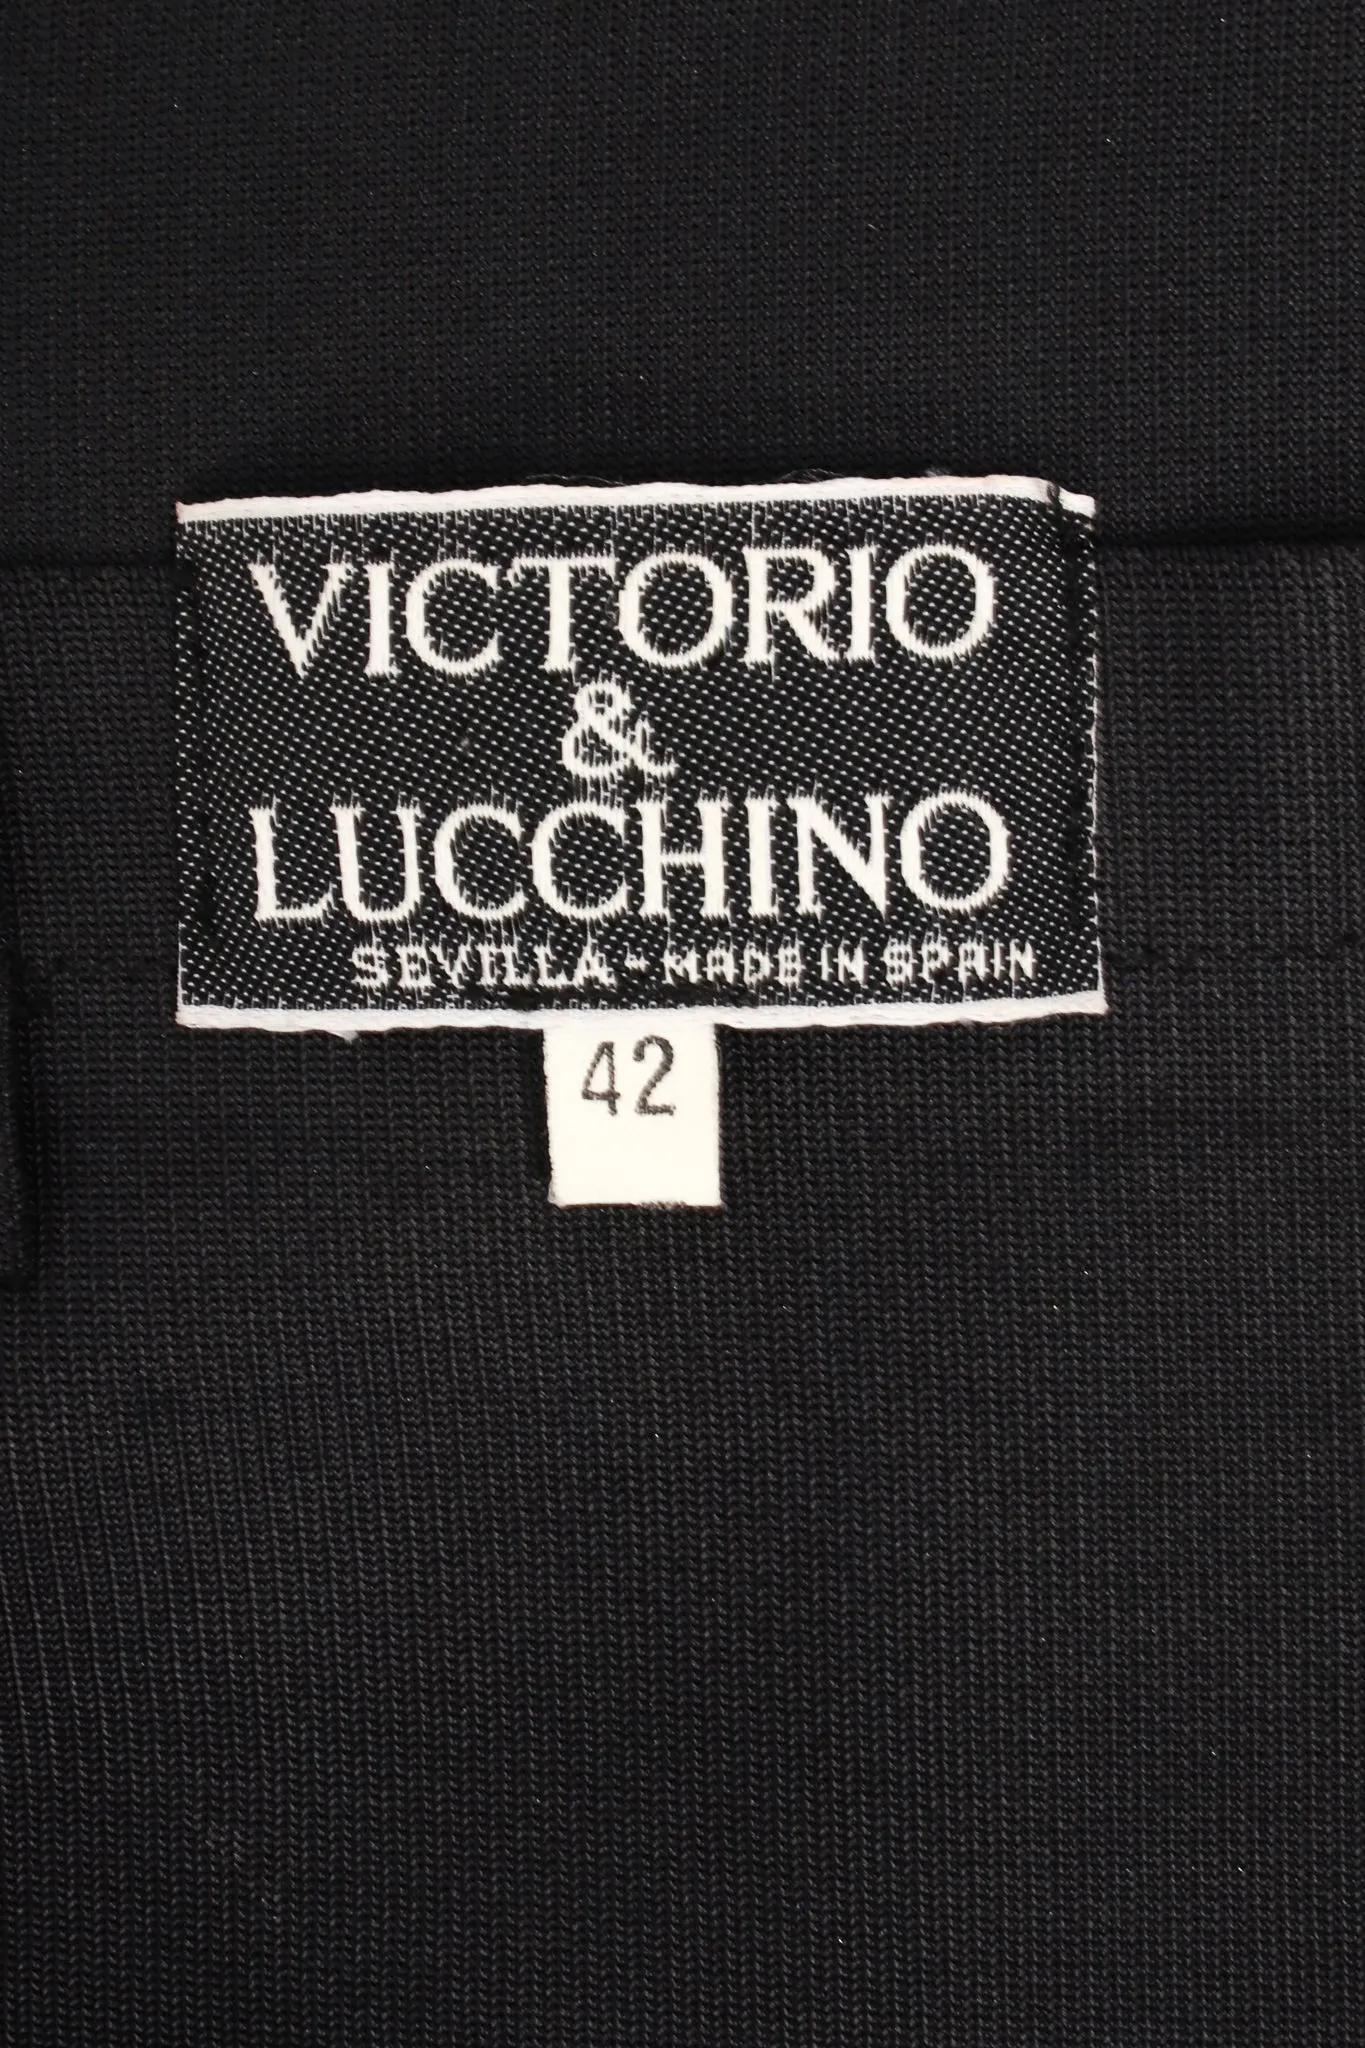 VICTORIO
&
LUCCHINO
SEVILLA - MADE IN SPAIN
42